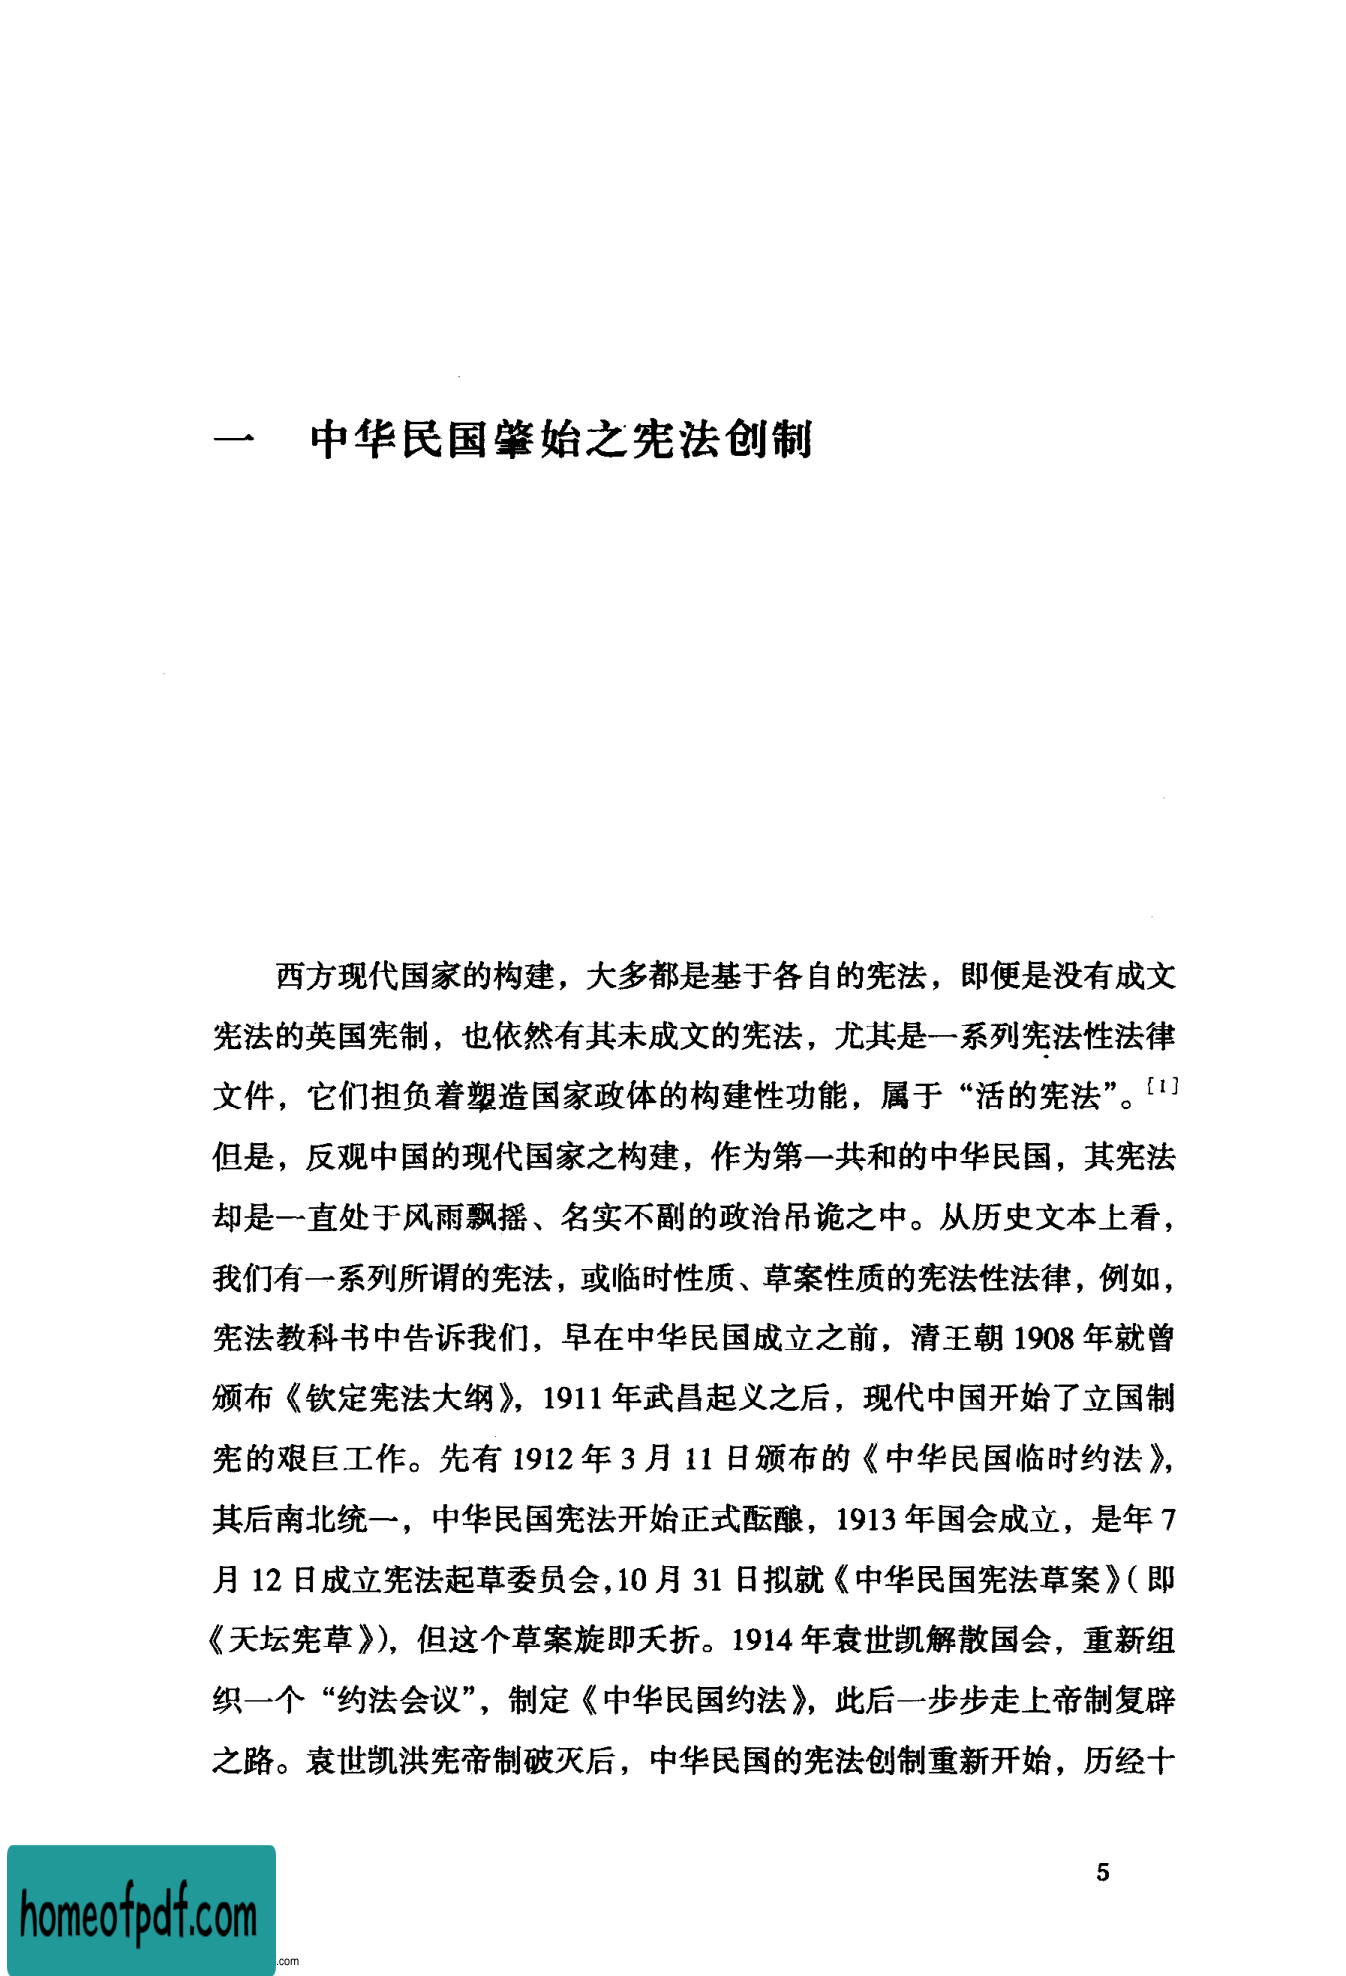 一 中华民国肇始之宪法创制
西方现代国家的构建，大多都是基于各自的宪法，即便是没有成文
宪法的英国宪制，也依然有其未成文的宪法，尤其是一系列宪法性法律
文件，它们担负着塑造国家政体的构建性功能，属于“活的宪法”。[1]
但是，反观中国的现代国家之构建，作为第一共和的中华民国，其宪法
却是一直处于风雨飘摇、名实不副的政治吊诡之中。从历史文本上看，
我们有一系列所谓的宪法，或临时性质、草案性质的宪法性法律，例如，
宪法教科书中告诉我们，早在中华民国成立之前，清王朝 1908 年就曾
颁布《钦定宪法大纲》，1911 年武昌起义之后，现代中国开始了立国制
宪的艰巨工作。先有 1912 年 3 月 11 日颁布的《中华民国临时约法》，
其后南北统一，中华民国宪法开始正式酝酿，1913 年国会成立，是年 7
月 12 日成立宪法起草委员会，10 月 31 日拟就《中华民国宪法草案》（即
《天坛宪草》），但这个草案旋即夭折。1914 年袁世凯解散国会，重新组
织一个“约法会议”，制定《中华民国约法》，此后一步步走上帝制复辟
之路。袁世凯洪宪帝制破灭后，中华民国的宪法创制重新开始，历经十
5
homeofpdf.com
.com